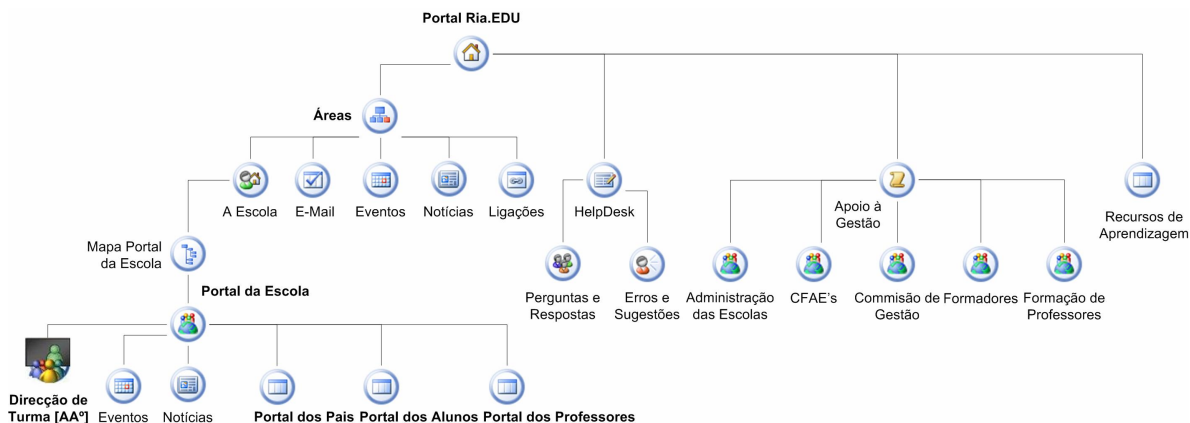 Portal Ria.EDU
Áreas
A Escola
E-Mail
Eventos
Notícias
Ligações
HelpDesk
Apoio à
Gestão
Recursos de
Aprendizagem
Mapa Portal
da Escola
Perguntas e
Respostas
Erros e
Sugestões
Administração
das Escolas
CFAE's
Commisão de
Gestão
Formadores
Formação de
Professores
Portal da Escola
Direcção de
Turma [AAº]
Eventos
Notícias
Portal dos Pais
Portal dos Alunos
Portal dos Professores